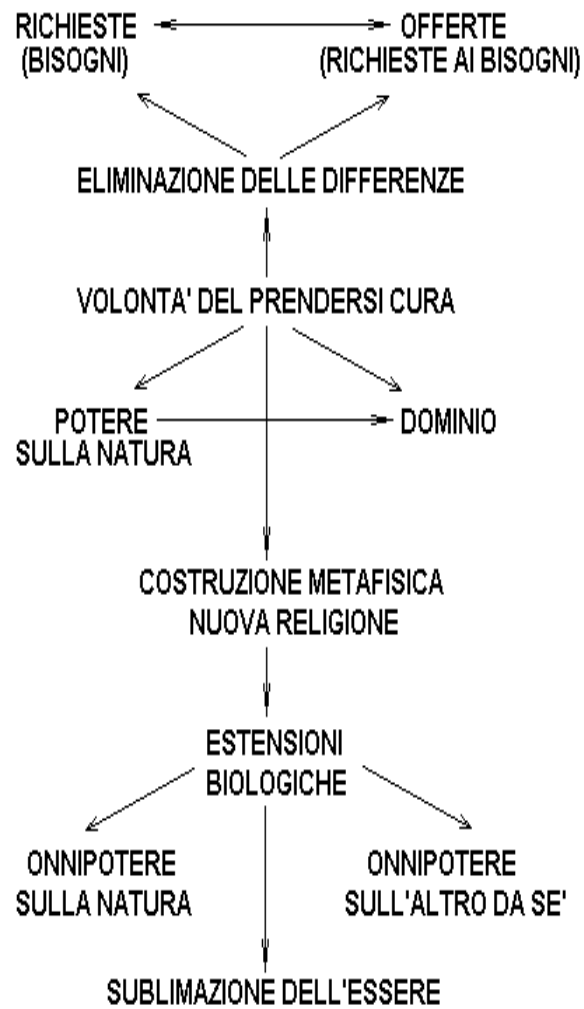 RICHIESTE
(BISOGNI)
OFFERTE
(RICHIESTE AI BISOGNI)
ELIMINAZIONE DELLE DIFFERENZE
VOLONTA' DEL PRENDERSI CURA
POTERE
SULLA NATURA
DOMINIO
COSTRUZIONE METAFISICA
NUOVA RELIGIONE
ESTENSIONI
BIOLOGICHE
ONNIPOTERE
SULLA NATURA
ONNIPOTERE
SULL'ALTRO DA SE'
SUBLIMAZIONE DELL'ESSERE